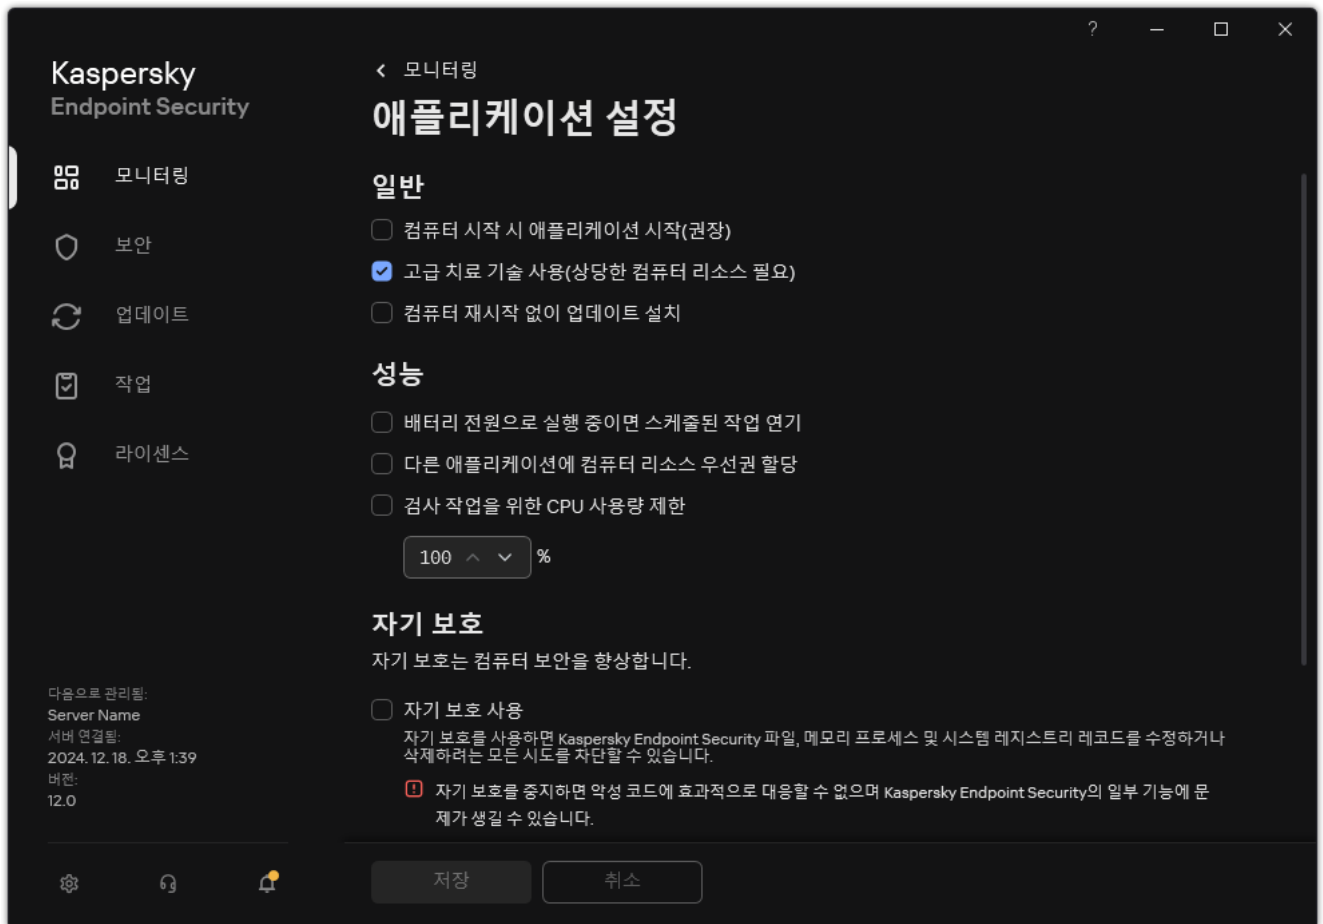 ?
Kaspersky
Endpoint Security
모니터링
보안
업데이트
작업
라이센스
다음으로 관리됨:
Server Name
서버 연결됨:
2024. 12. 18. 오후 1:39
버전:
12.0
모니터링
애플리케이션 설정
일반
컴퓨터 시작 시 애플리케이션 시작(권장)
고급 치료 기술 사용(상당한 컴퓨터 리소스 필요)
컴퓨터 재시작 없이 업데이트 설치
성능
배터리 전원으로 실행 중이면 스케줄된 작업 연기
다른 애플리케이션에 컴퓨터 리소스 우선권 할당
검사 작업을 위한 CPU 사용량 제한
100 %
자기 보호
자기 보호는 컴퓨터 보안을 향상합니다.
자기 보호 사용
자기 보호를 사용하면 Kaspersky Endpoint Security 파일, 메모리 프로세스 및 시스템 레지스트리 레코드를 수정하거나
삭제하려는 모든 시도를 차단할 수 있습니다.
자기 보호를 중지하면 악성 코드에 효과적으로 대응할 수 없으며 Kaspersky Endpoint Security의 일부 기능에 문
제가 생길 수 있습니다.
저장
취소